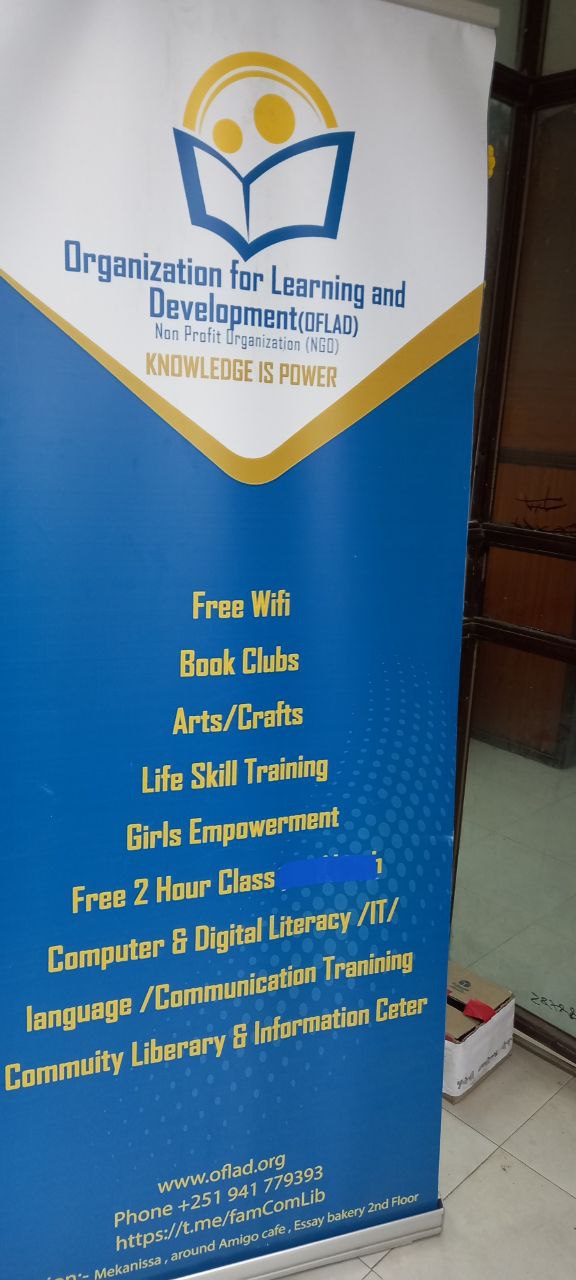 Organization for Learning and
Development(OFLAD)
Non Profit Organization (NGO)
KNOWLEDGE IS POWER
Free Wifi
Book Clubs
Arts/Crafts
Life Skill Training
Girls Empowerment
Free 2 Hour Class
Computer & Digital Literacy /IT/
language /Communication Tranining
Commuity Liberary & Information Ceter
www.oflad.org
Phone +251 941 779393
https://t.me/famComLib
Mekanissa , around Amigo cafe , Essay bakery 2nd Floor